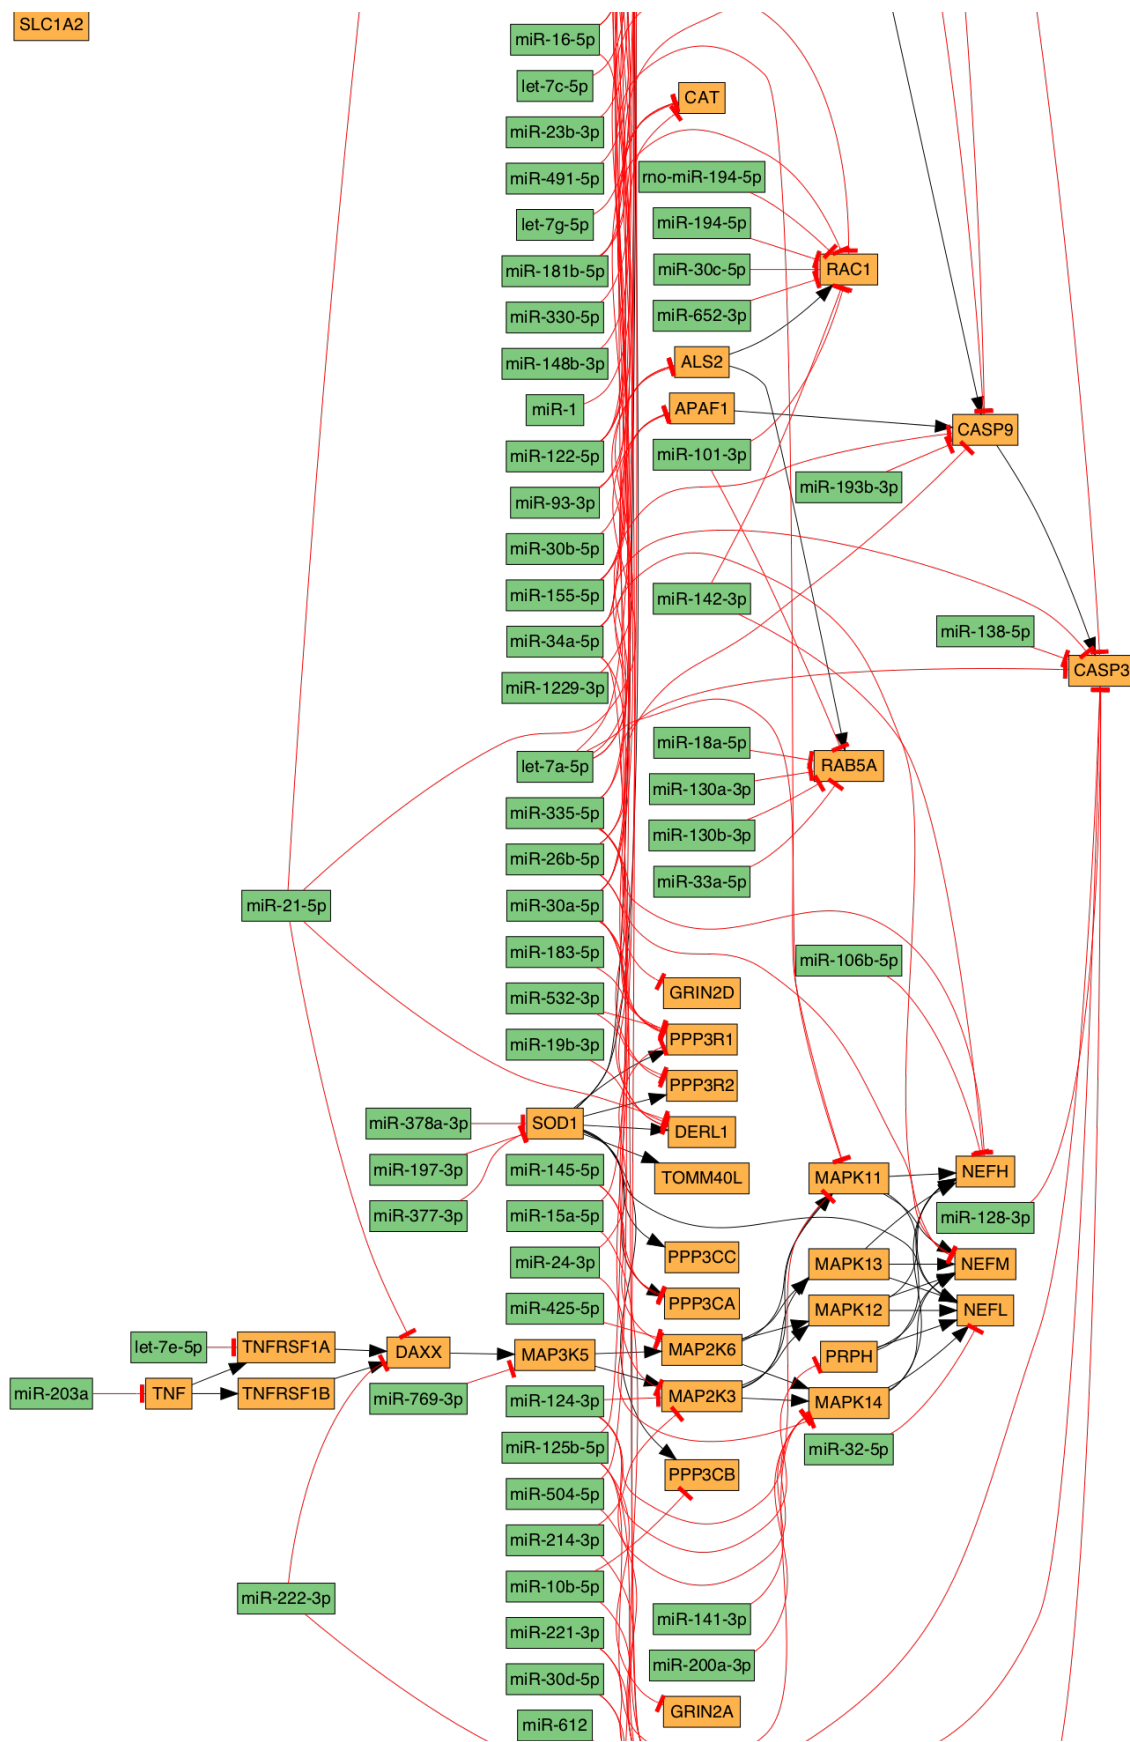 SLC1A2
miR-16-5p
let-7c-5p
CAT
miR-23b-3p
miR-491-5p
rno-miR-194-5p
let-7g-5p
miR-194-5p
miR-181b-5p
miR-30c-5p
RAC1
miR-330-5p
miR-652-3p
miR-148b-3p
ALS2
miR-1
APAF1
CASP9
miR-122-5p
miR-101-3p
miR-193b-3p
miR-93-3p
miR-30b-5p
miR-155-5p
miR-142-3p
miR-138-5p
miR-34a-5p
CASP3
miR-1229-3p
miR-18a-5p
let-7a-5p
RAB5A
miR-130a-3p
miR-335-5p
miR-130b-3p
miR-26b-5p
miR-33a-5p
miR-21-5p
miR-30a-5p
miR-183-5p
miR-106b-5p
miR-532-3p
GRIN2D
miR-19b-3p
PPP3R1
PPP3R2
miR-378a-3p
SOD1
DERL1
miR-197-3p
miR-145-5p
TOMM40L
MAPK11
NEFH
miR-377-3p
miR-15a-5p
miR-128-3p
miR-24-3p
PPP3CC
MAPK13
NEFM
miR-425-5p
PPP3CA
MAPK12
NEFL
let-7e-5p
TNFRSF1A
DAXX
MAP3K5
MAP2K6
PRPH
miR-203a
TNF
TNFRSF1B
miR-769-3p
miR-124-3p
MAP2K3
MAPK14
miR-125b-5p
miR-32-5p
PPP3CB
miR-504-5p
miR-214-3p
miR-222-3p
miR-10b-5p
miR-141-3p
miR-221-3p
miR-200a-3p
miR-30d-5p
GRIN2A
miR-612